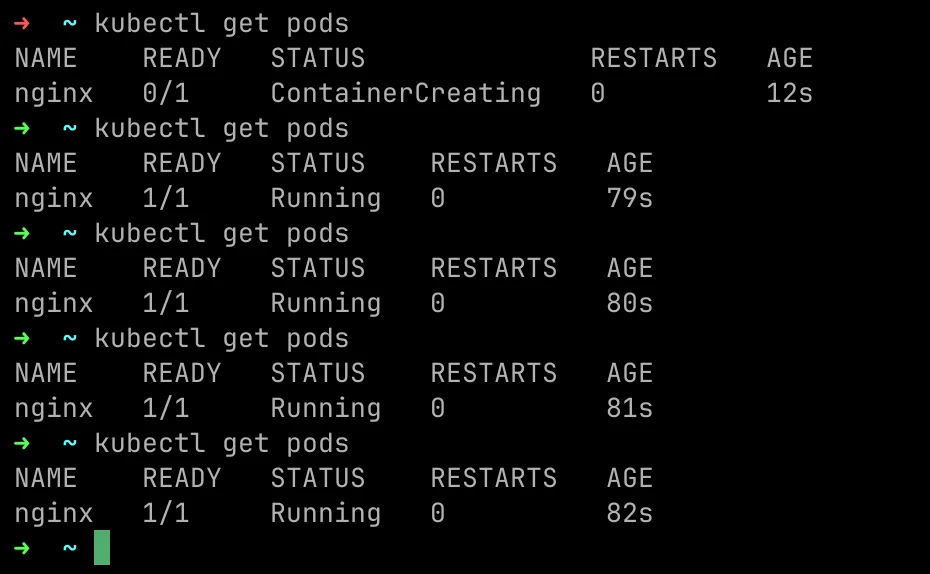 ➜  ~ kubectl get pods
NAME    READY   STATUS              RESTARTS   AGE
nginx   0/1     ContainerCreating   0          12s
➜  ~ kubectl get pods
NAME    READY   STATUS    RESTARTS   AGE
nginx   1/1     Running   0          79s
➜  ~ kubectl get pods
NAME    READY   STATUS    RESTARTS   AGE
nginx   1/1     Running   0          80s
➜  ~ kubectl get pods
NAME    READY   STATUS    RESTARTS   AGE
nginx   1/1     Running   0          81s
➜  ~ kubectl get pods
NAME    READY   STATUS    RESTARTS   AGE
nginx   1/1     Running   0          82s
➜  ~